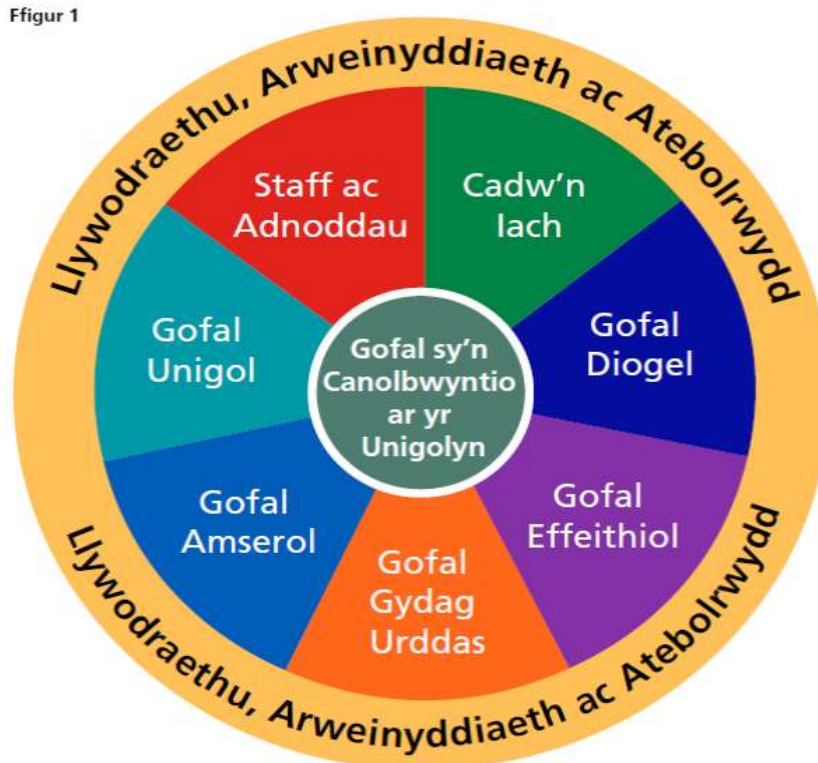 Ffigur 1
Llywodraethu, Arweinyddiaeth ac Atebolrwydd
Staff ac
Adnoddau
Cadw'n
Iach
Gofal
Unigol
Gofal sy'n
Canolbwyntio
ar yr
Unigolyn
Gofal
Diogel
Gofal
Amserol
Gofal
Gydag
Urddas
Gofal
Effeithiol
Llywodraethu, Arweinyddiaeth ac Atebolrwydd